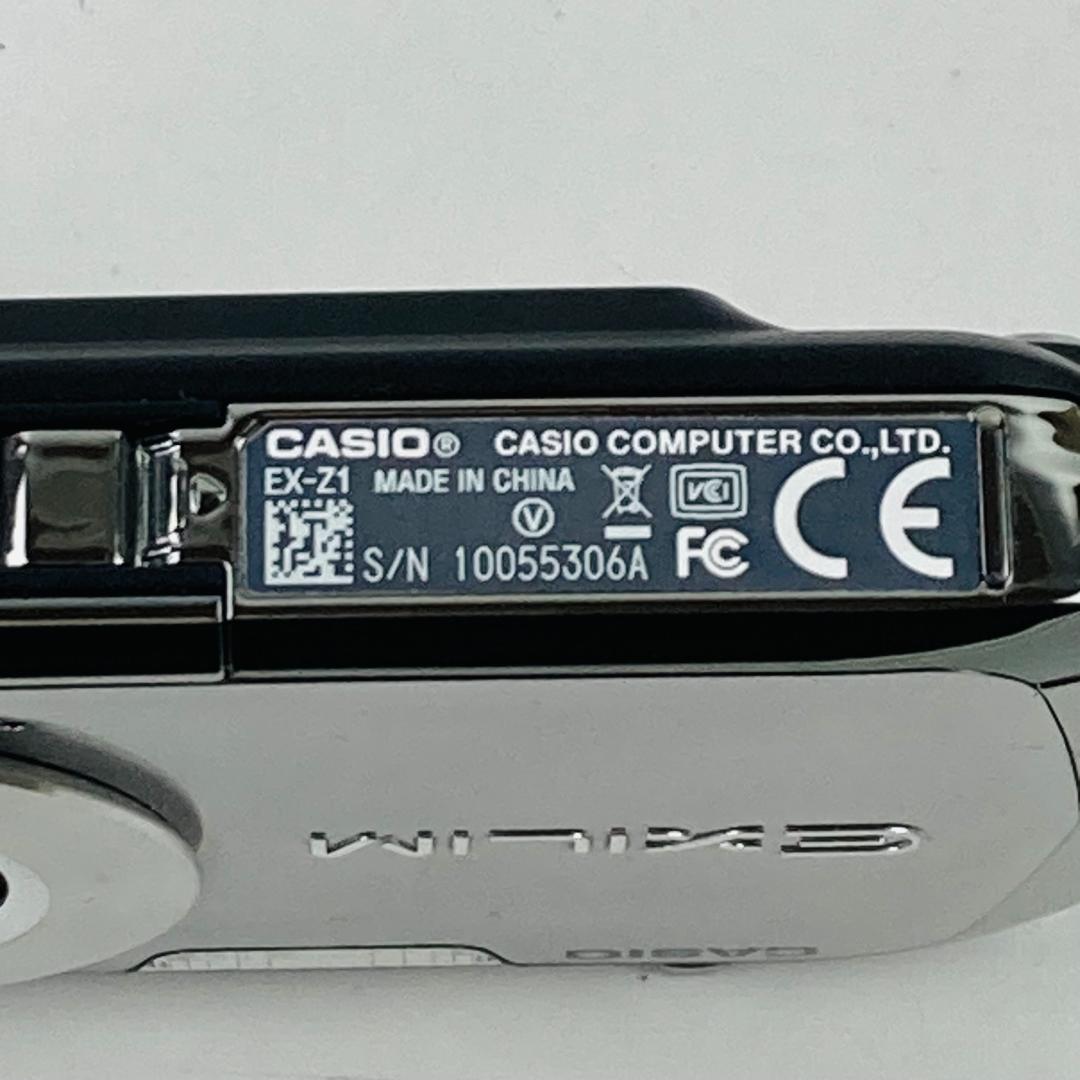 CASIO® CASIO COMPUTER CO.,LTD.
EX-Z1 MADE IN CHINA
V
VCI
S/N 10055306A
FC CE
EXILIM
CASIO